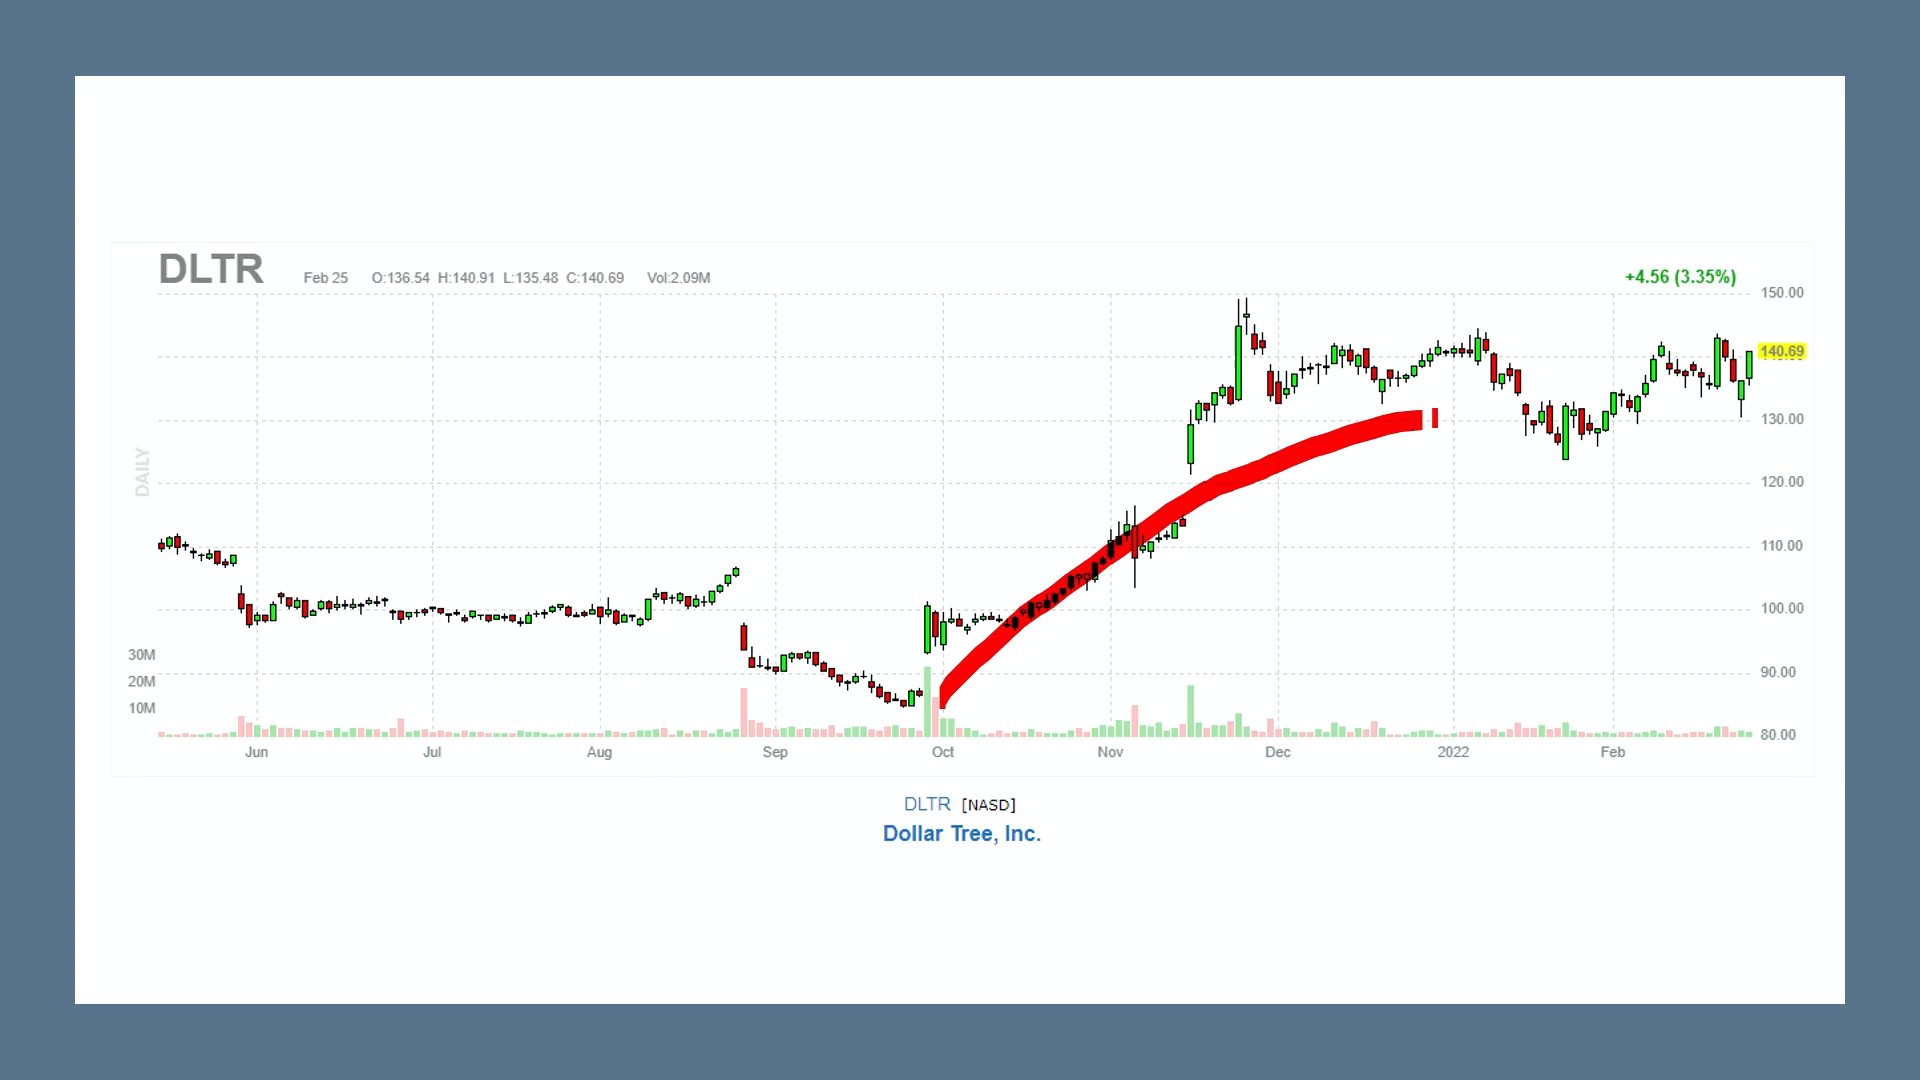 DLTR Feb 25 O:136.54 H:140.91 L:135.48 C:140.69 Vol:2.09M +4.56 (3.35%)
150.00
140.69
130.00
120.00
110.00
100.00
90.00
80.00
DAILY
30M
20M
10M
Jun Jul Aug Sep Oct Nov Dec 2022 Feb
DLTR [NASD]
Dollar Tree, Inc.